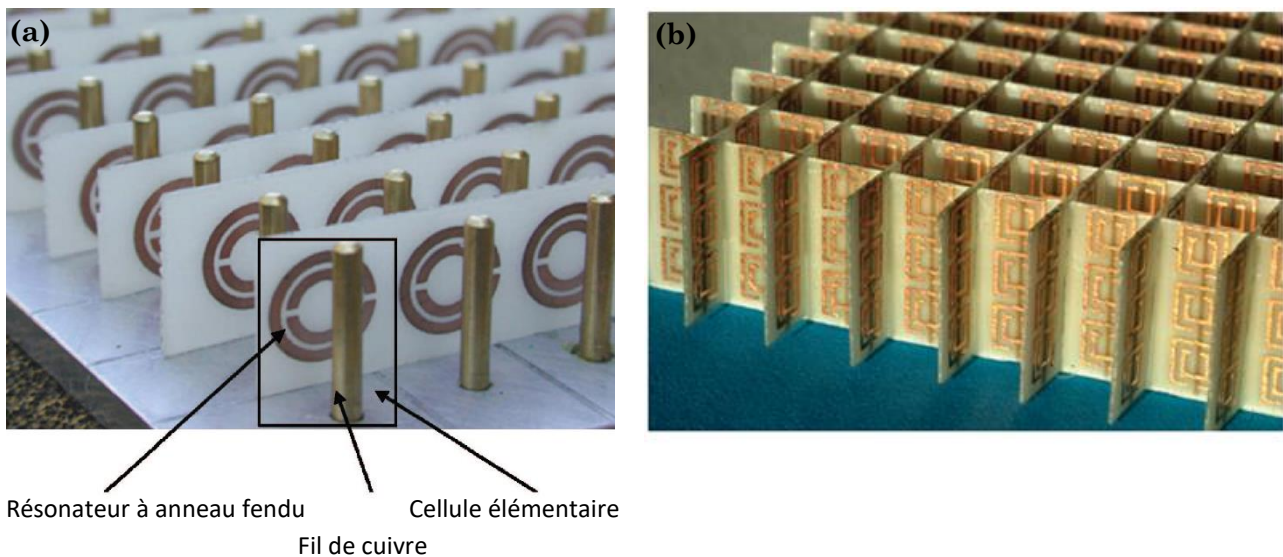 (a)
(b)
Résonateur à anneau fendu
Cellule élémentaire
Fil de cuivre